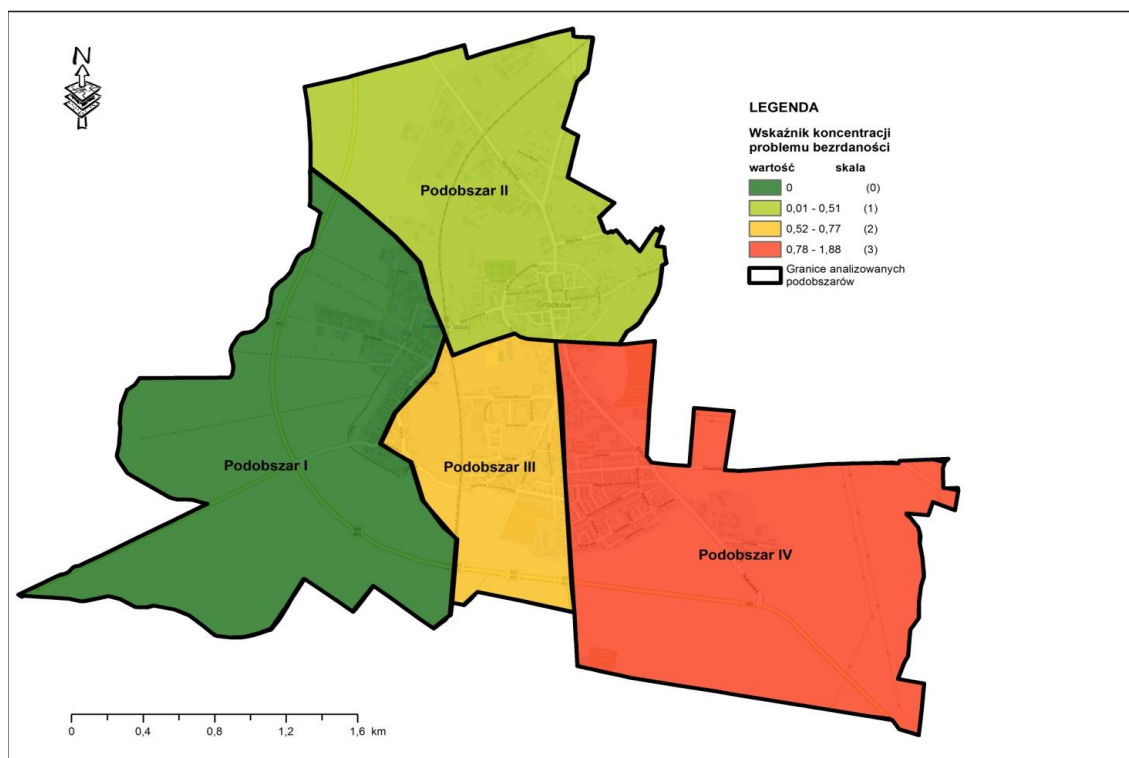 N
LEGENDA
Wskaźnik koncentracji
problemu bezrdaności
wartość skala
0 (0)
0,01 - 0,51 (1)
0,52 - 0,77 (2)
0,78 - 1,88 (3)
Granice analizowanych
podobszarów
Podobszar II
Grodków
Podobszar I
Podobszar III
Podobszar IV
0 0,4 0,8 1,2 1,6 km